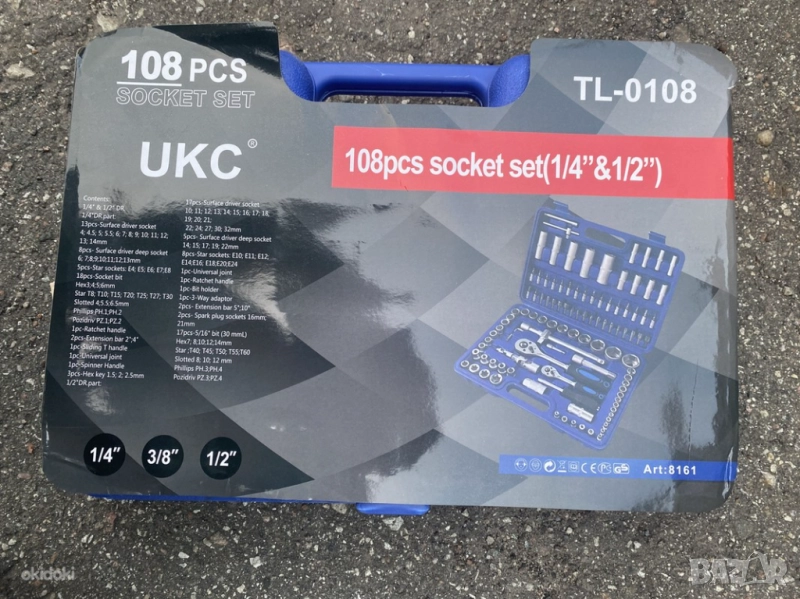 108 PCS
SOCKET SET
UKC®
TL-0108
108pcs socket set(1/4"&1/2")
Contents:
1/4" & 1/2" DR
1/4"DR.part:
13pcs-Surface driver socket
4; 4.5; 5; 5.5; 6; 7; 8; 9; 10; 11; 12;
13; 14mm
8pcs- Surface driver deep socket
6; 7;8;9;10;11;12;13mm
5pcs-Star sockets: E4; E5; E6; E7;E8
18pcs-Socket bit
Hex3;4;5;6mm
Star T8; T10; T15; T20; T25; T27; T30
Slotted 4;5.5;6.5mm
Phillips PH.1;PH.2
Pozidriv PZ.1;PZ.2
1pc-Ratchet handle
2pcs-Extension bar 2";4"
1pc-Sliding T handle
1pc-Universal joint
1pc-Spinner Handle
3pcs-Hex key 1.5; 2; 2.5mm
1/2"DR.part:
17pcs-Surface driver socket
10; 11; 12; 13; 14; 15; 16; 17; 18;
19; 20; 21;
22; 24; 27; 30; 32mm
5pcs- Surface driver deep socket
14; 15; 17; 19; 22mm
8pcs-Star sockets: E10; E11; E12;
E14;E16; E18; E20;E24
1pc-Universal joint
1pc-Ratchet handle
1pc-Bit holder
1pc-3-Way adaptor
2pcs- Extension bar 5";10"
2pcs- Spark plug sockets 16mm;
21mm
17pcs-5/16" bit (30 mmL)
Hex7; 8;10;12;14mm
Star ;T40; T45; T50; T55;T60
Slotted 8; 10; 12 mm
Phillips PH.3;PH.4
Pozidriv PZ.3;PZ.4
1/4" 3/8" 1/2"
Art:8161
okidoki
BAZAR